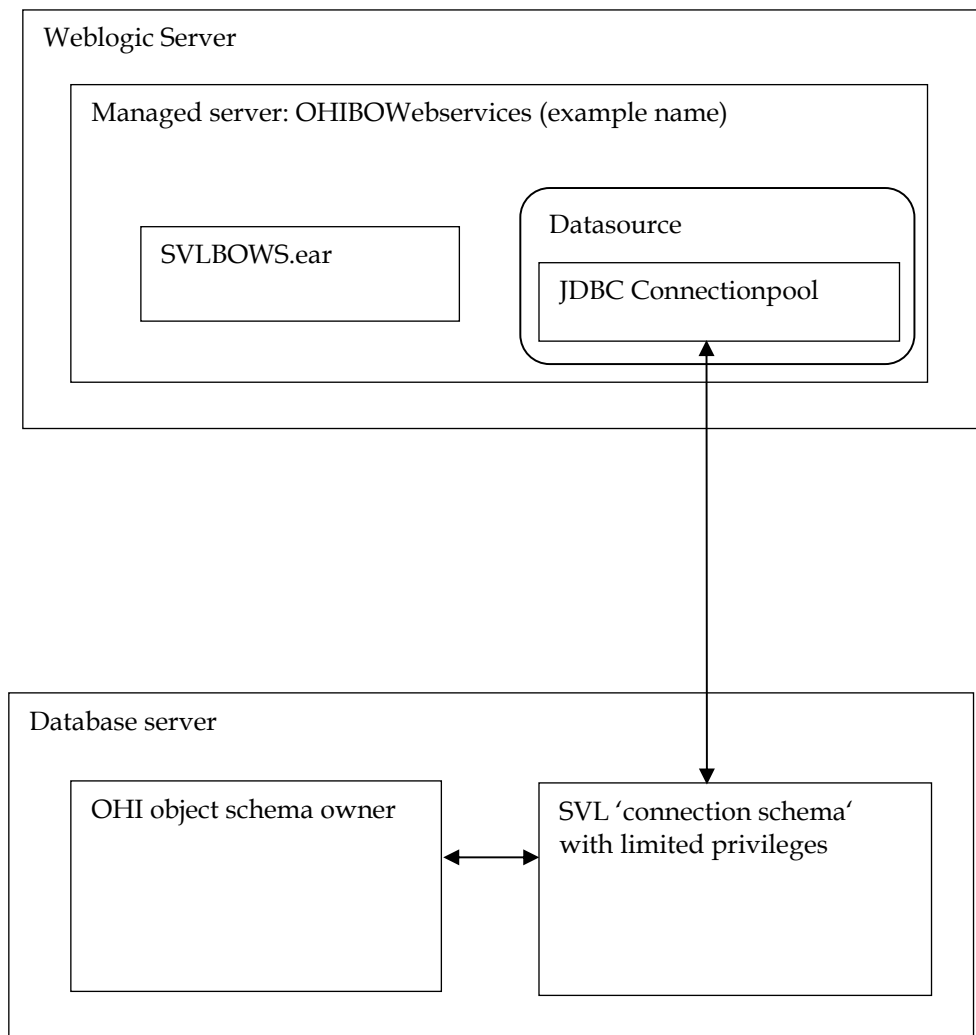 Weblogic Server
Managed server: OHIBOWebservices (example name)
Datasource
SVLBOWS.ear
JDBC Connectionpool
Database server
OHI object schema owner
SVL ‘connection schema‘
with limited privileges